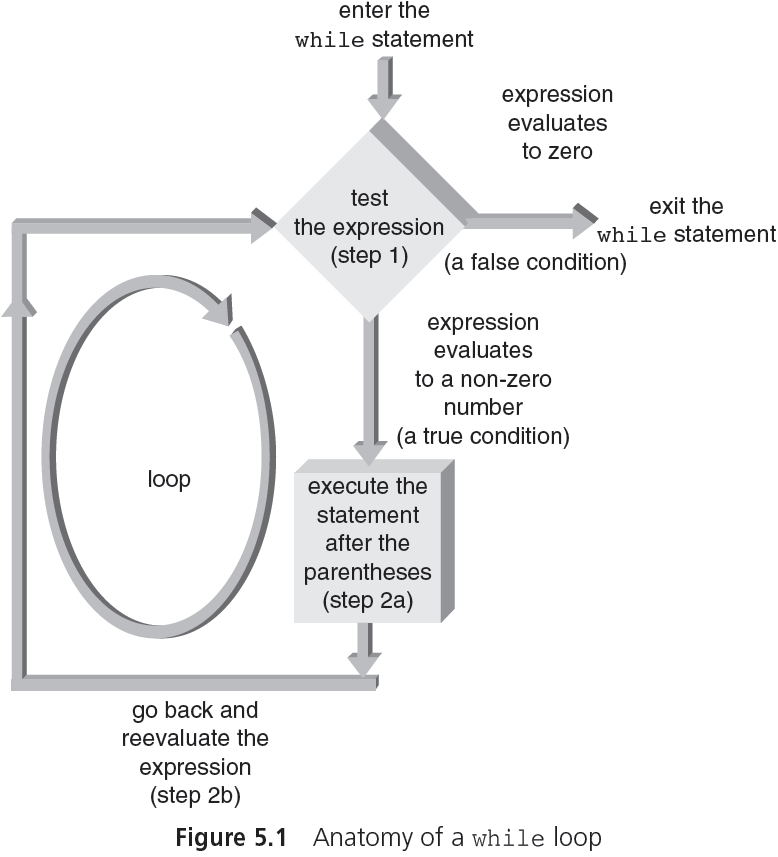 enter the
while statement
expression
evaluates
to zero
test
the expression
(step 1)
exit the
while statement
(a false condition)
expression
evaluates
to a non-zero
number
(a true condition)
loop
execute the
statement
after the
parentheses
(step 2a)
go back and
reevaluate the
expression
(step 2b)
Figure 5.1 Anatomy of a while loop